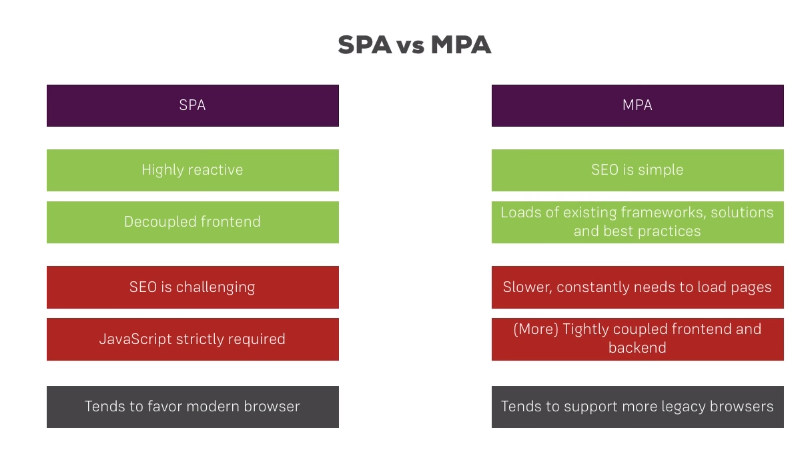 SPA vs MPA
SPA
MPA
Highly reactive
SEO is simple
Decoupled frontend
Loads of existing frameworks, solutions
and best practices
SEO is challenging
Slower, constantly needs to load pages
JavaScript strictly required
(More) Tightly coupled frontend and
backend
Tends to favor modern browser
Tends to support more legacy browsers